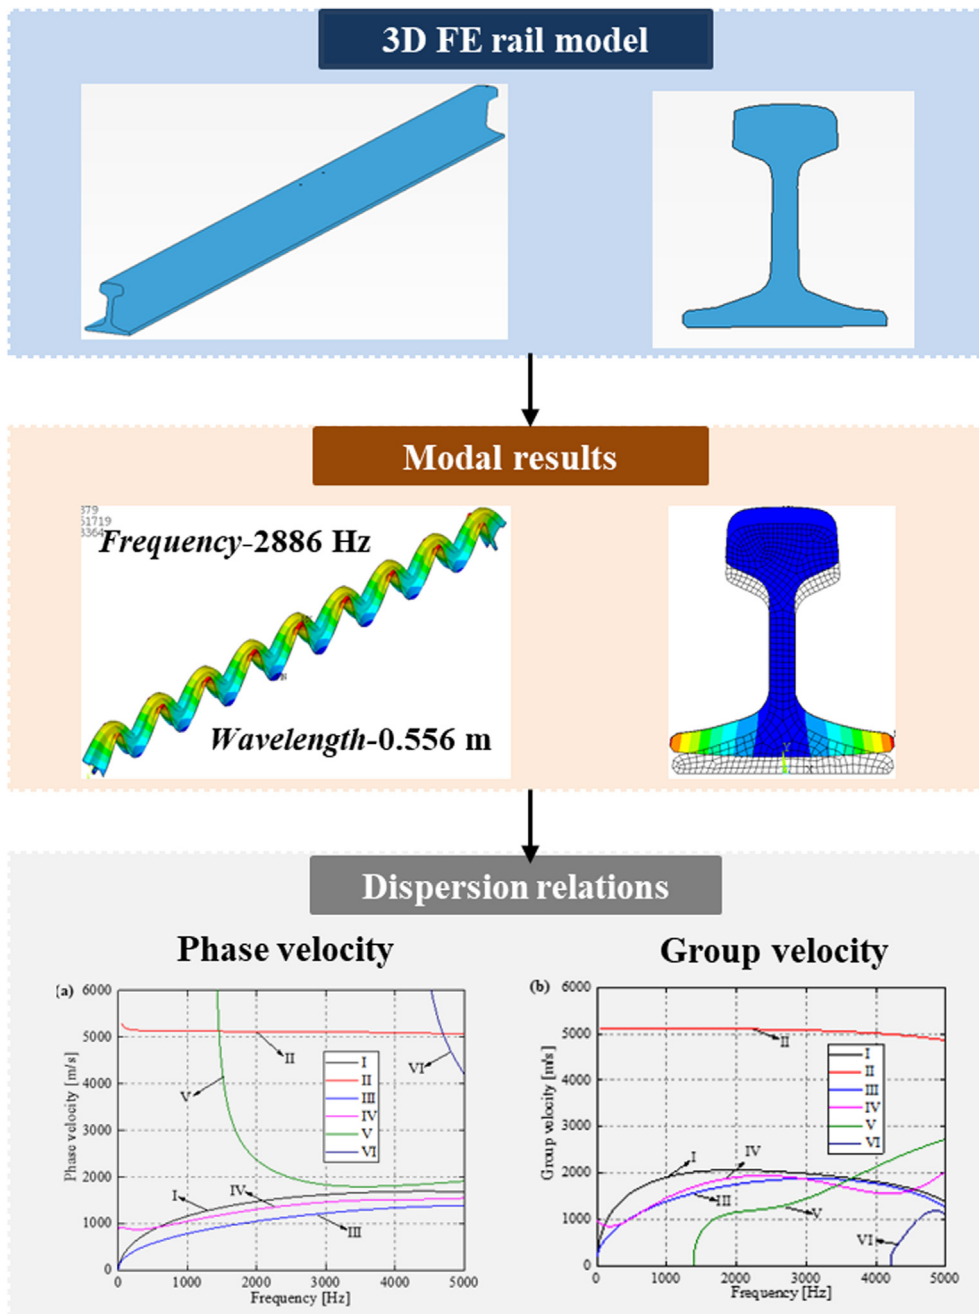 3D FE rail model
Modal results
379
51719
3364
Frequency-2886 Hz
Wavelength-0.556 m
Y
X
Dispersion relations
Phase velocity
Group velocity
(a)
6000
5000
4000
3000
2000
1000
0
Phase velocity [m/s]
II
V
VI
I
IV
III
I
II
III
IV
V
VI
0
1000
2000
3000
4000
5000
Frequency [Hz]
(b)
6000
5000
4000
3000
2000
1000
0
Group velocity [m/s]
II
I
IV
III
V
VI
I
II
III
IV
V
VI
0
1000
2000
3000
4000
5000
Frequency [Hz]